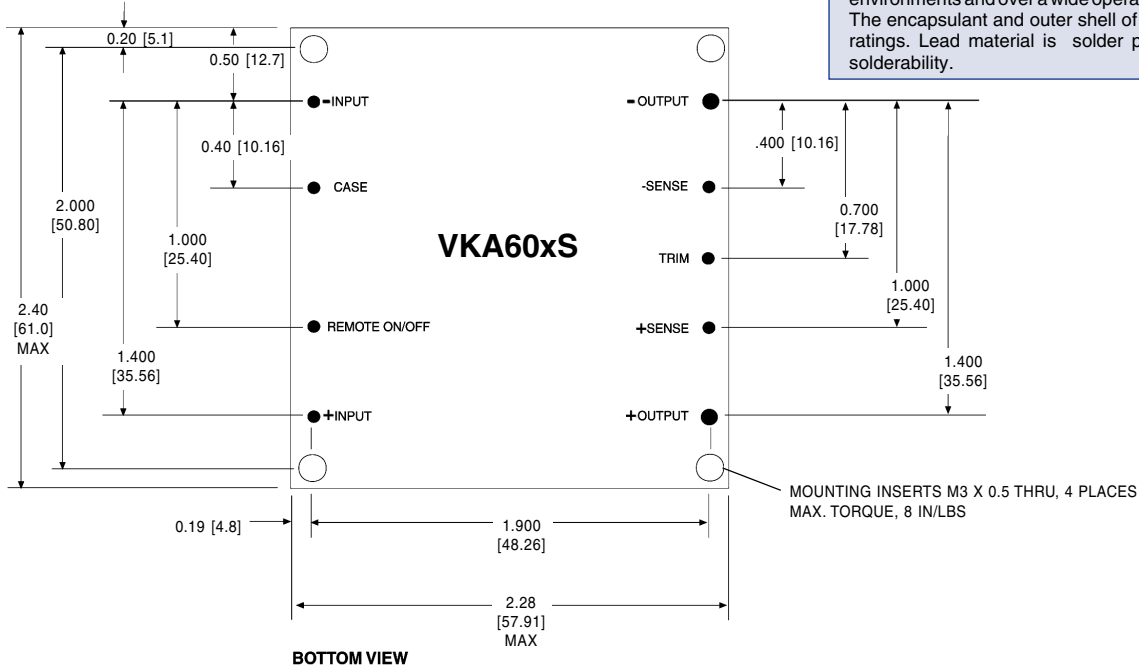 environments and over a wide opera
The encapsulant and outer shell of
ratings. Lead material is solder p
solderability.
0.20 [5.1]
0.50 [12.7]
-INPUT
-OUTPUT
0.40 [10.16]
.400 [10.16]
CASE
-SENSE
2.000
[50.80]
0.700
[17.78]
1.000
[25.40]
VKA60xS
TRIM
1.000
[25.40]
2.40
[61.0]
MAX
REMOTE ON/OFF
+SENSE
1.400
[35.56]
1.400
[35.56]
+INPUT
+OUTPUT
MOUNTING INSERTS M3 X 0.5 THRU, 4 PLACES
MAX. TORQUE, 8 IN/LBS
0.19 [4.8]
1.900
[48.26]
2.28
[57.91]
MAX
BOTTOM VIEW